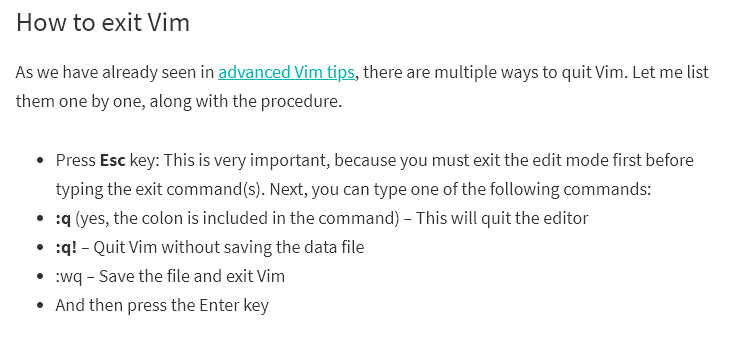 How to exit Vim
As we have already seen in advanced Vim tips, there are multiple ways to quit Vim. Let me list
them one by one, along with the procedure.
• Press Esc key: This is very important, because you must exit the edit mode first before
typing the exit command(s). Next, you can type one of the following commands:
• :q (yes, the colon is included in the command) – This will quit the editor
• :q! – Quit Vim without saving the data file
• :wq – Save the file and exit Vim
• And then press the Enter key